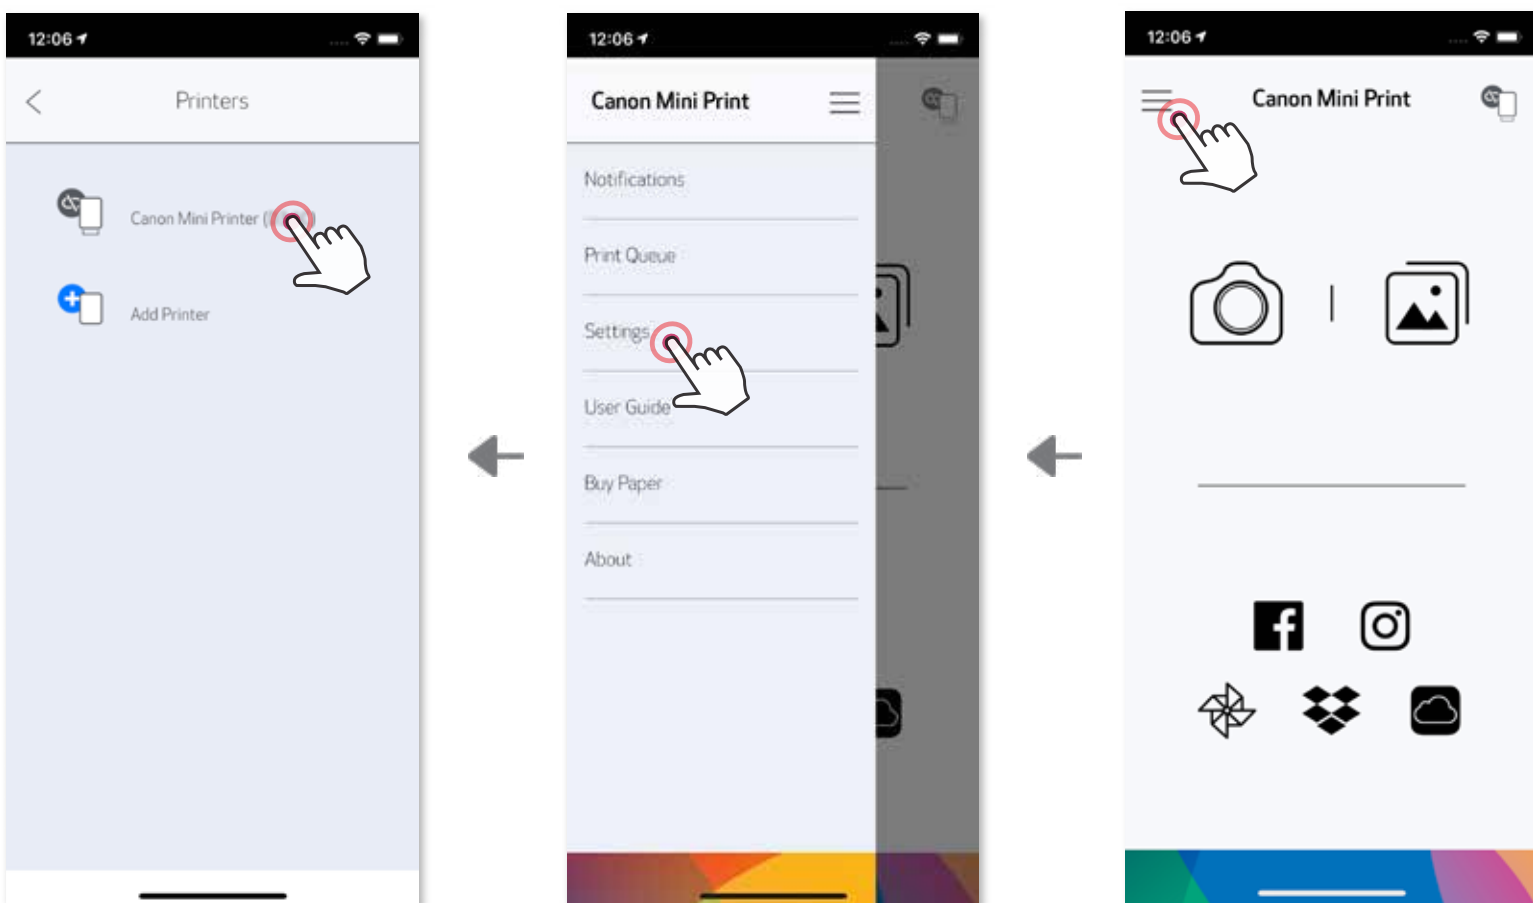 12:06
Canon Mini Print
12:06
Canon Mini Print
Notifications
Print Queue
Settings
User Guide
Buy Paper
About
12:06
Printers
Canon Mini Printer (
Add Printer